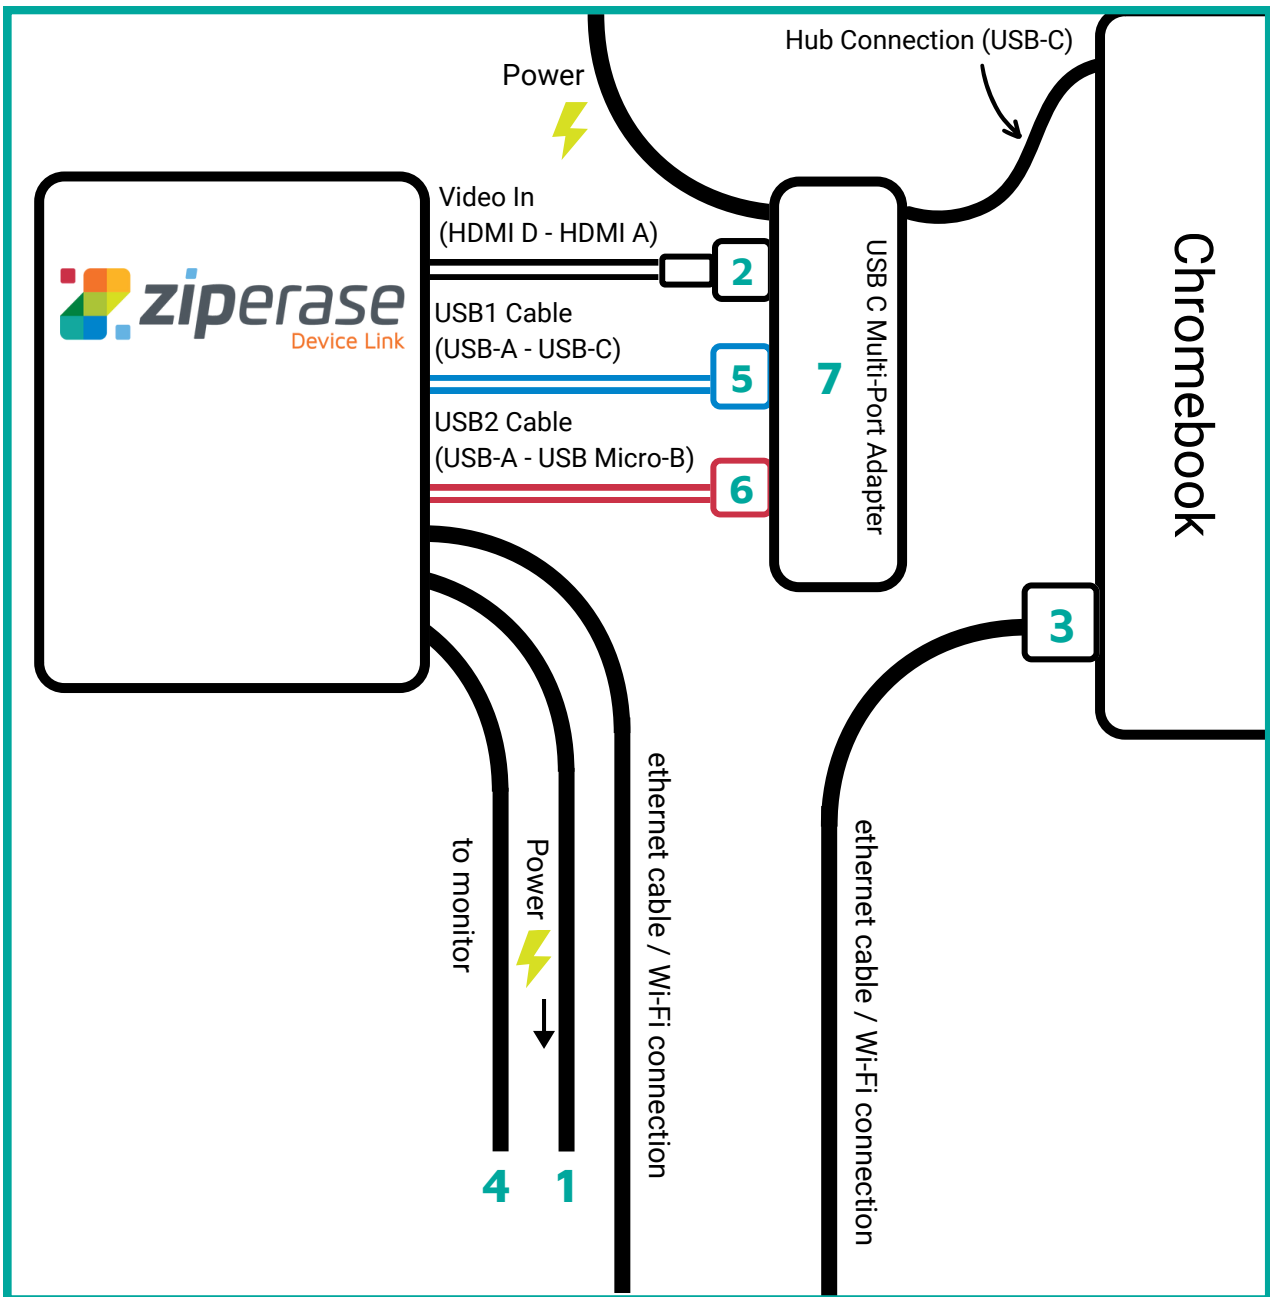 Hub Connection (USB-C)
Power
Video In
(HDMI D - HDMI A)
2
ziperase
Device Link
USB1 Cable
(USB-A - USB-C)
5
USB2 Cable
(USB-A - USB Micro-B)
6
7
USB C Multi-Port Adapter
Chromebook
3
to monitor
Power
ethernet cable / Wi-Fi connection
ethernet cable / Wi-Fi connection
4
1